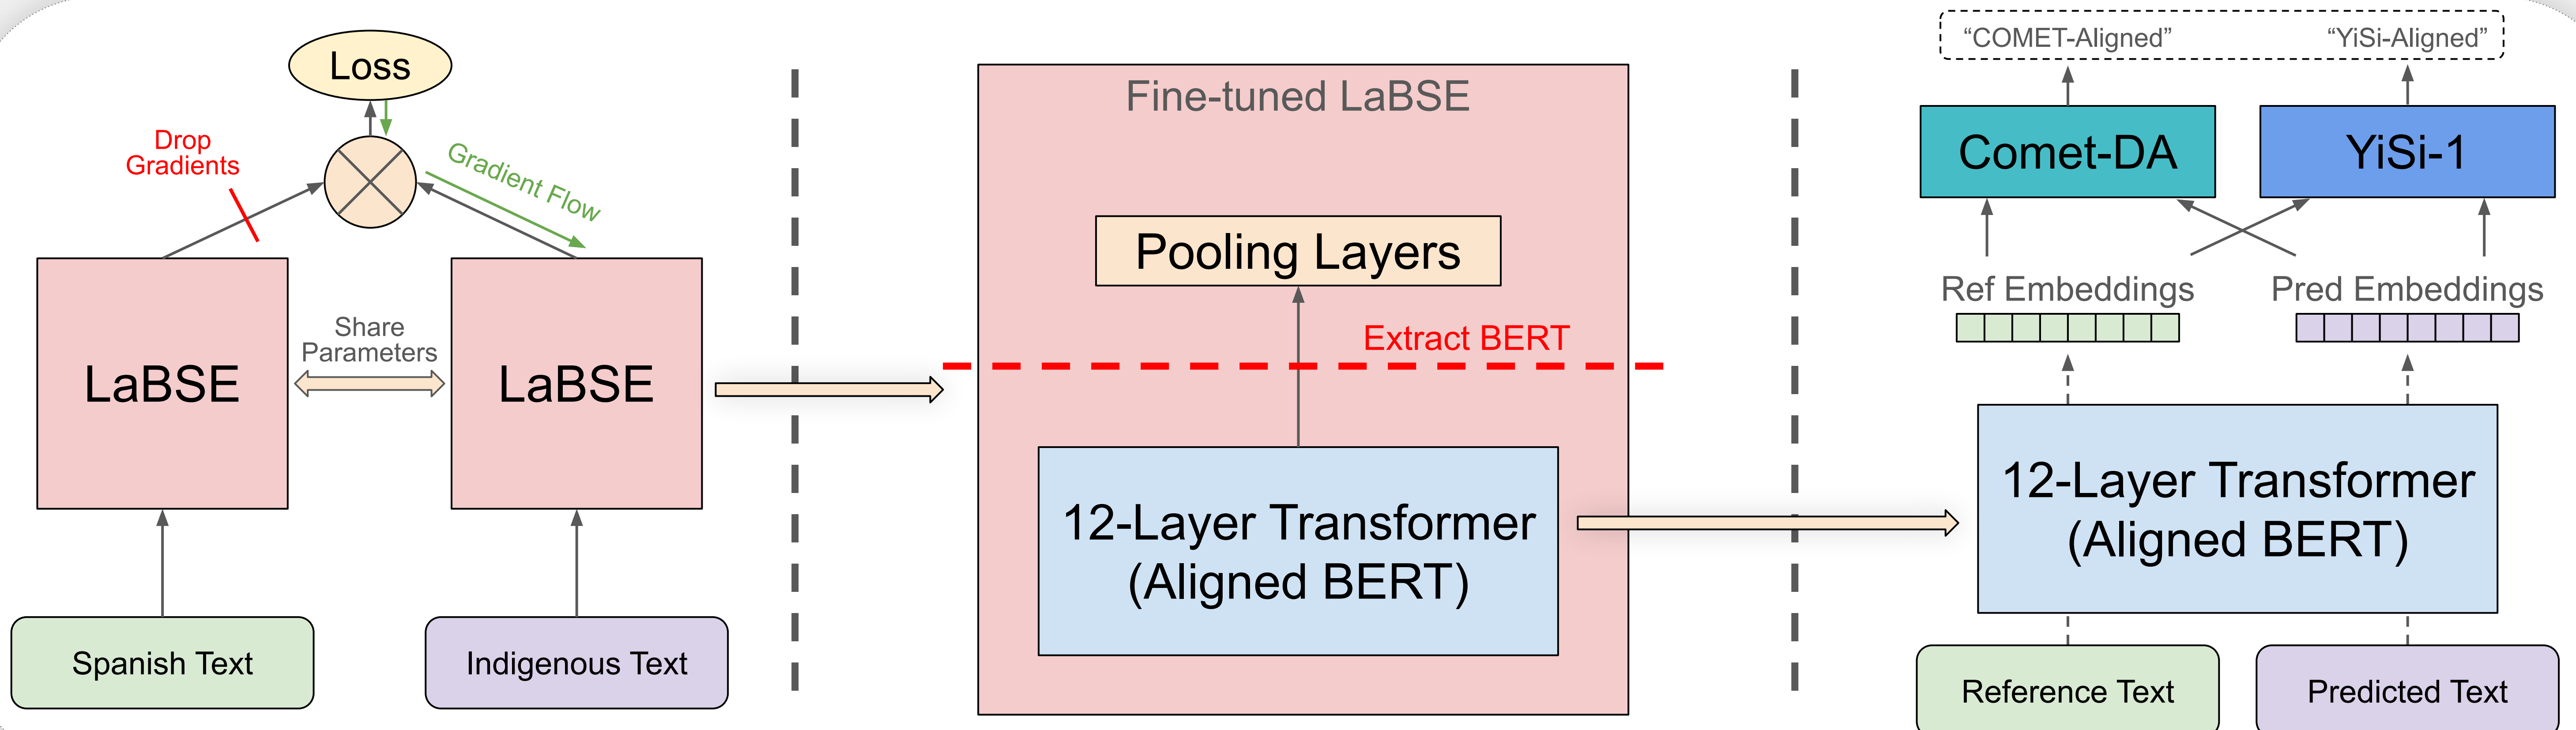 Loss
Drop
Gradients
Gradient Flow
LaBSE
Share
Parameters
LaBSE
Spanish Text
Indigenous Text
Fine-tuned LaBSE
Pooling Layers
Extract BERT
12-Layer Transformer
(Aligned BERT)
“COMET-Aligned”
“YiSi-Aligned”
Comet-DA
YiSi-1
Ref Embeddings
Pred Embeddings
12-Layer Transformer
(Aligned BERT)
Reference Text
Predicted Text